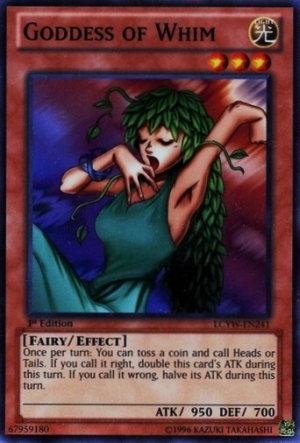 GODDESS OF WHIM
LIGHT
光
1st Edition
LCYW-EN241
[FAIRY/EFFECT]
Once per turn: You can toss a coin and call Heads or
Tails. If you call it right, double this card's ATK during
this turn. If you call it wrong, halve its ATK during this
turn.
ATK/ 950 DEF/ 700
67959180
©1996 KAZUKI TAKAHASHI